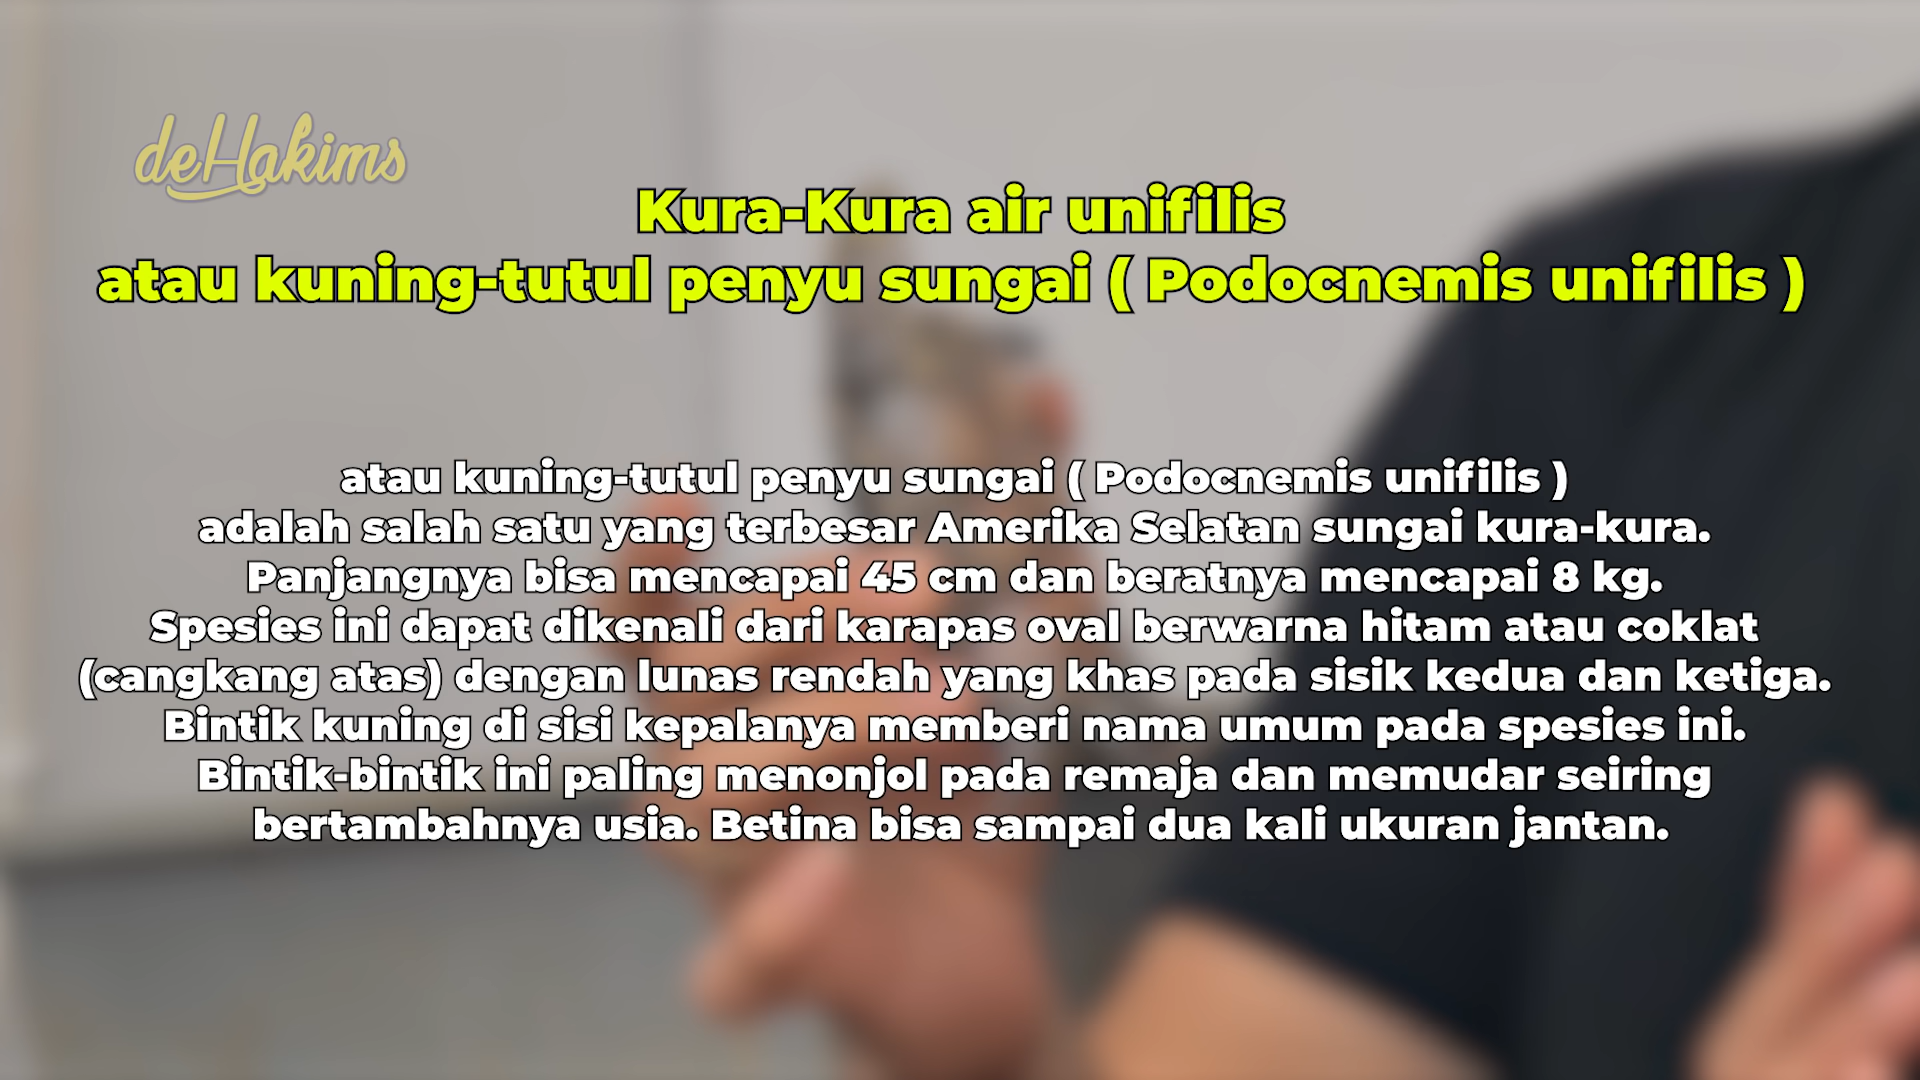 deHakims
Kura-Kura air unifilis
atau kuning-tutul penyu sungai ( Podocnemis unifilis )
atau kuning-tutul penyu sungai ( Podocnemis unifilis )
adalah salah satu yang terbesar Amerika Selatan sungai kura-kura.
Panjangnya bisa mencapai 45 cm dan beratnya mencapai 8 kg.
Spesies ini dapat dikenali dari karapas oval berwarna hitam atau coklat
(cangkang atas) dengan lunas rendah yang khas pada sisik kedua dan ketiga.
Bintik kuning di sisi kepalanya memberi nama umum pada spesies ini.
Bintik-bintik ini paling menonjol pada remaja dan memudar seiring
bertambahnya usia. Betina bisa sampai dua kali ukuran jantan.